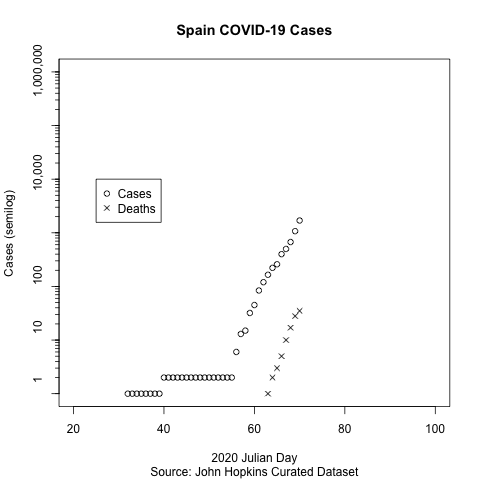 Spain COVID-19 Cases
1,000,000
10,000
100
10
1
Cases (semilog)
Cases
Deaths
20 40 60 80 100
2020 Julian Day
Source: John Hopkins Curated Dataset